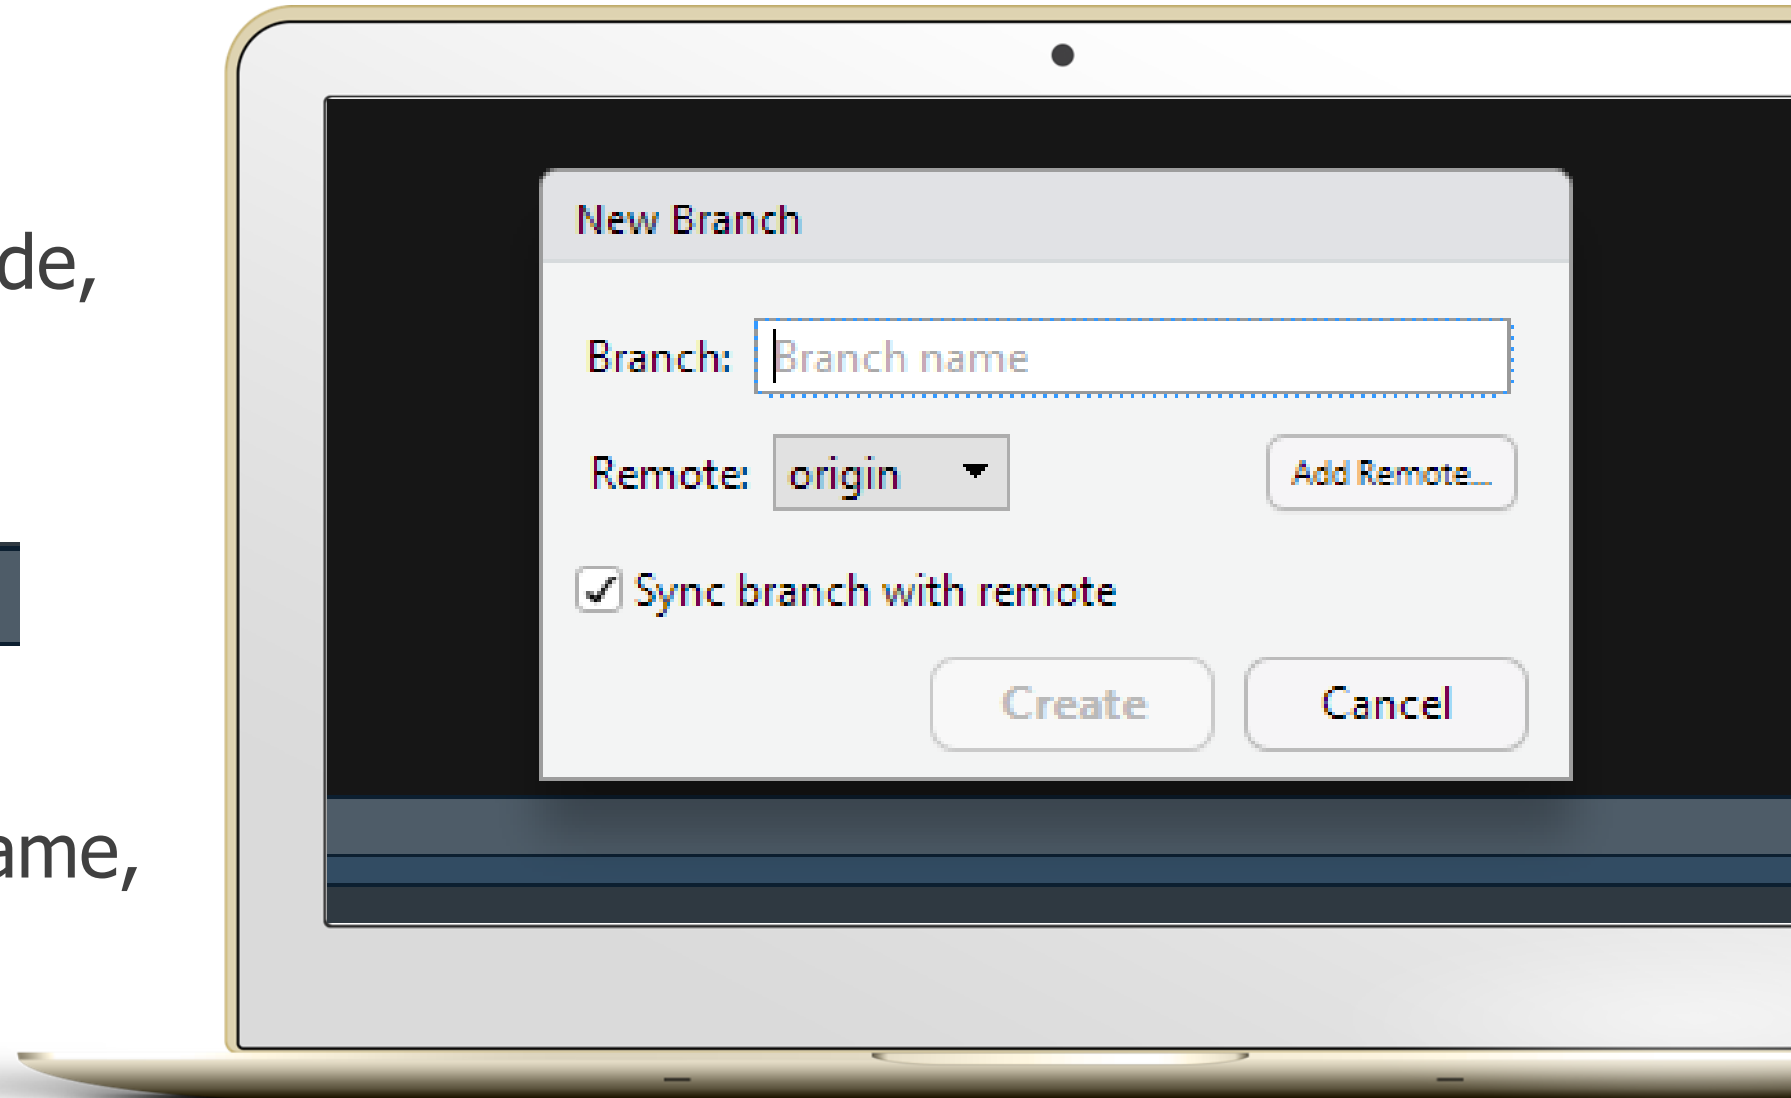 de,
ame,
New Branch
Branch: Branch name
Remote: origin Add Remote...
Sync branch with remote
Create Cancel